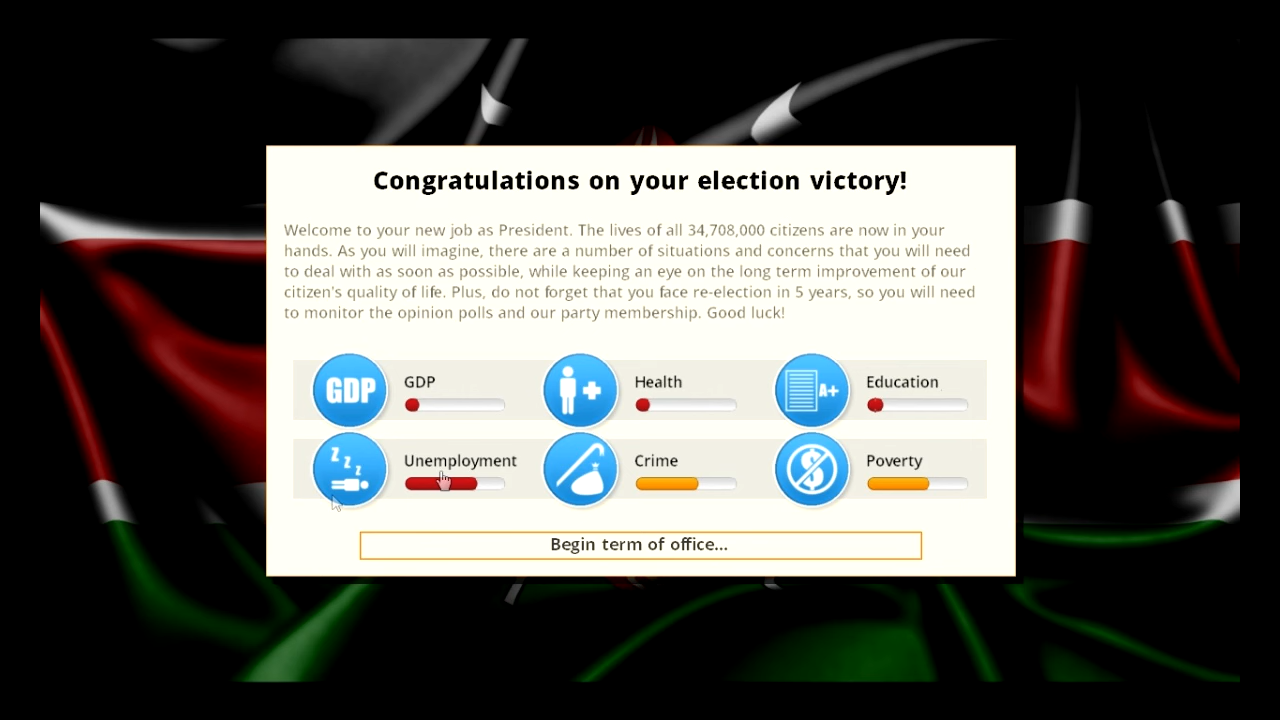 Congratulations on your election victory!
Welcome to your new job as President. The lives of all 34,708,000 citizens are now in your
hands. As you will imagine, there are a number of situations and concerns that you will need
to deal with as soon as possible, while keeping an eye on the long term improvement of our
citizen's quality of life. Plus, do not forget that you face re-election in 5 years, so you will need
to monitor the opinion polls and our party membership. Good luck!
GDP GDP Health A+ Education
Z Z Z Unemployment Crime $ Poverty
Begin term of office...